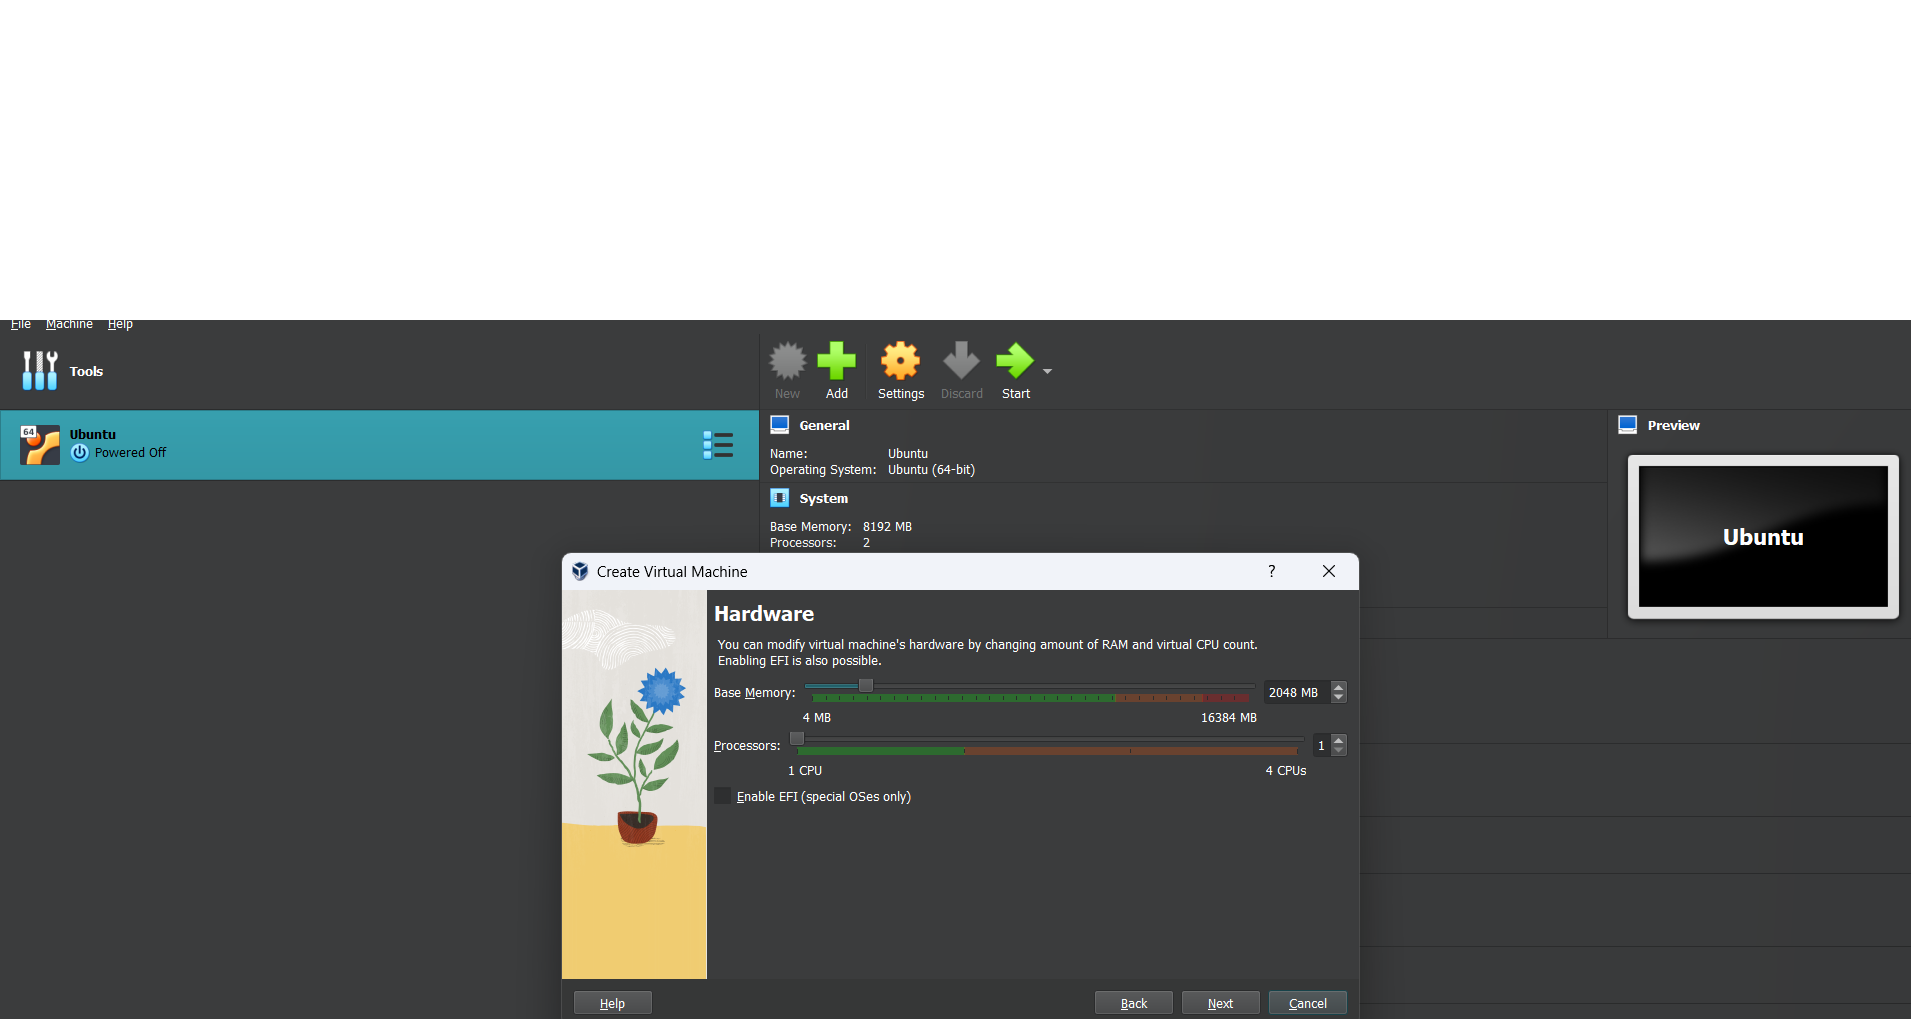 File Machine Help
Tools
New Add Settings Discard Start
64
Ubuntu
Powered Off
General
Name: Ubuntu
Operating System: Ubuntu (64-bit)
System
Base Memory: 8192 MB
Processors: 2
Preview
Ubuntu
Create Virtual Machine ?
Hardware
You can modify virtual machine's hardware by changing amount of RAM and virtual CPU count.
Enabling EFI is also possible.
Base Memory: 2048 MB
4 MB 16384 MB
Processors: 1
1 CPU 4 CPUs
Enable EFI (special OSes only)
Help Back Next Cancel